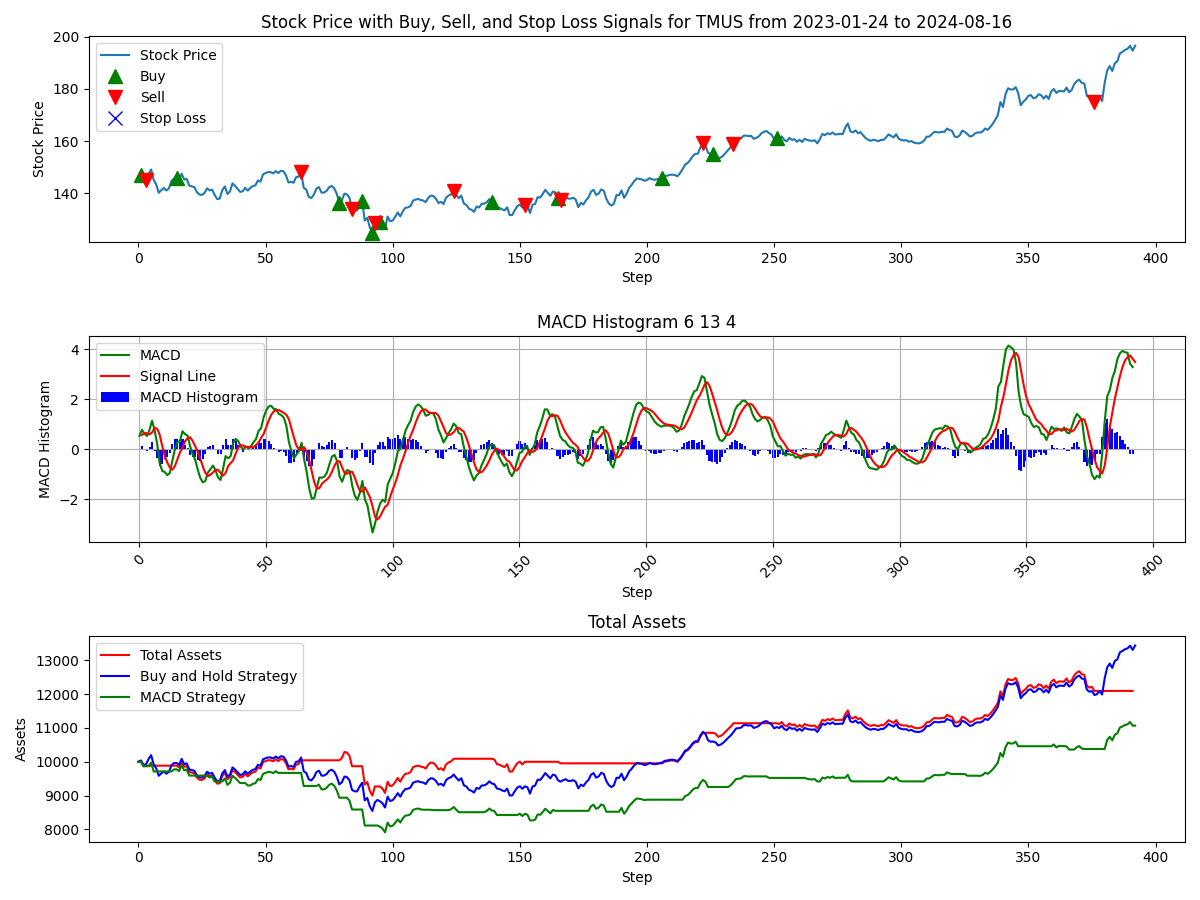 Stock Price with Buy, Sell, and Stop Loss Signals for TMUS from 2023-01-24 to 2024-08-16
200
180
160
140
Stock Price
Stock Price
Buy
Sell
Stop Loss
0 50 100 150 200 250 300 350 400
Step
MACD Histogram 6 13 4
4
2
0
−2
MACD Histogram
MACD
Signal Line
MACD Histogram
0 50 100 150 200 250 300 350 400
Step
Total Assets
13000
12000
11000
10000
9000
8000
Assets
Total Assets
Buy and Hold Strategy
MACD Strategy
0 50 100 150 200 250 300 350 400
Step